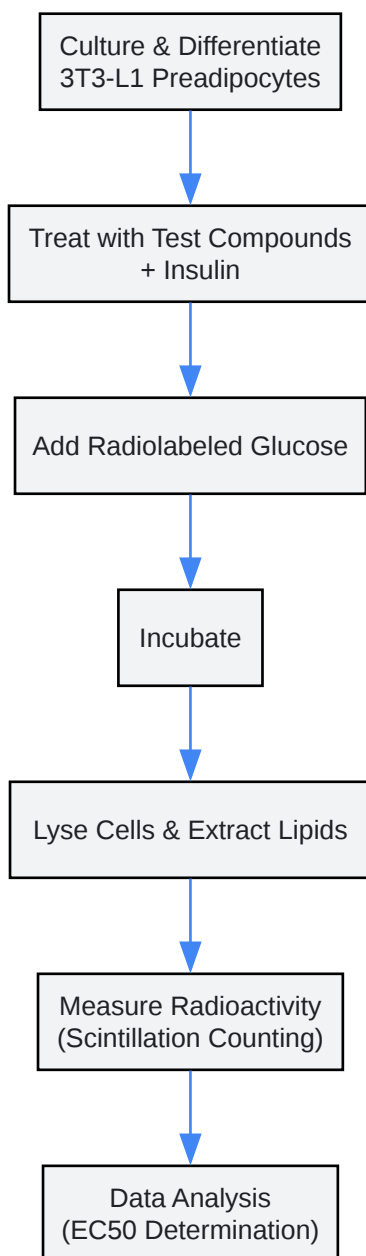 Culture & Differentiate
3T3-L1 Preadipocytes
Treat with Test Compounds
+ Insulin
Add Radiolabeled Glucose
Incubate
Lyse Cells & Extract Lipids
Measure Radioactivity
(Scintillation Counting)
Data Analysis
(EC50 Determination)